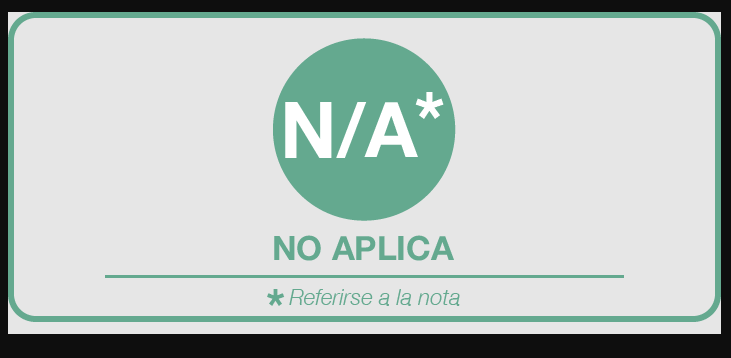 N/A*
NO APLICA
* Referirse a la nota